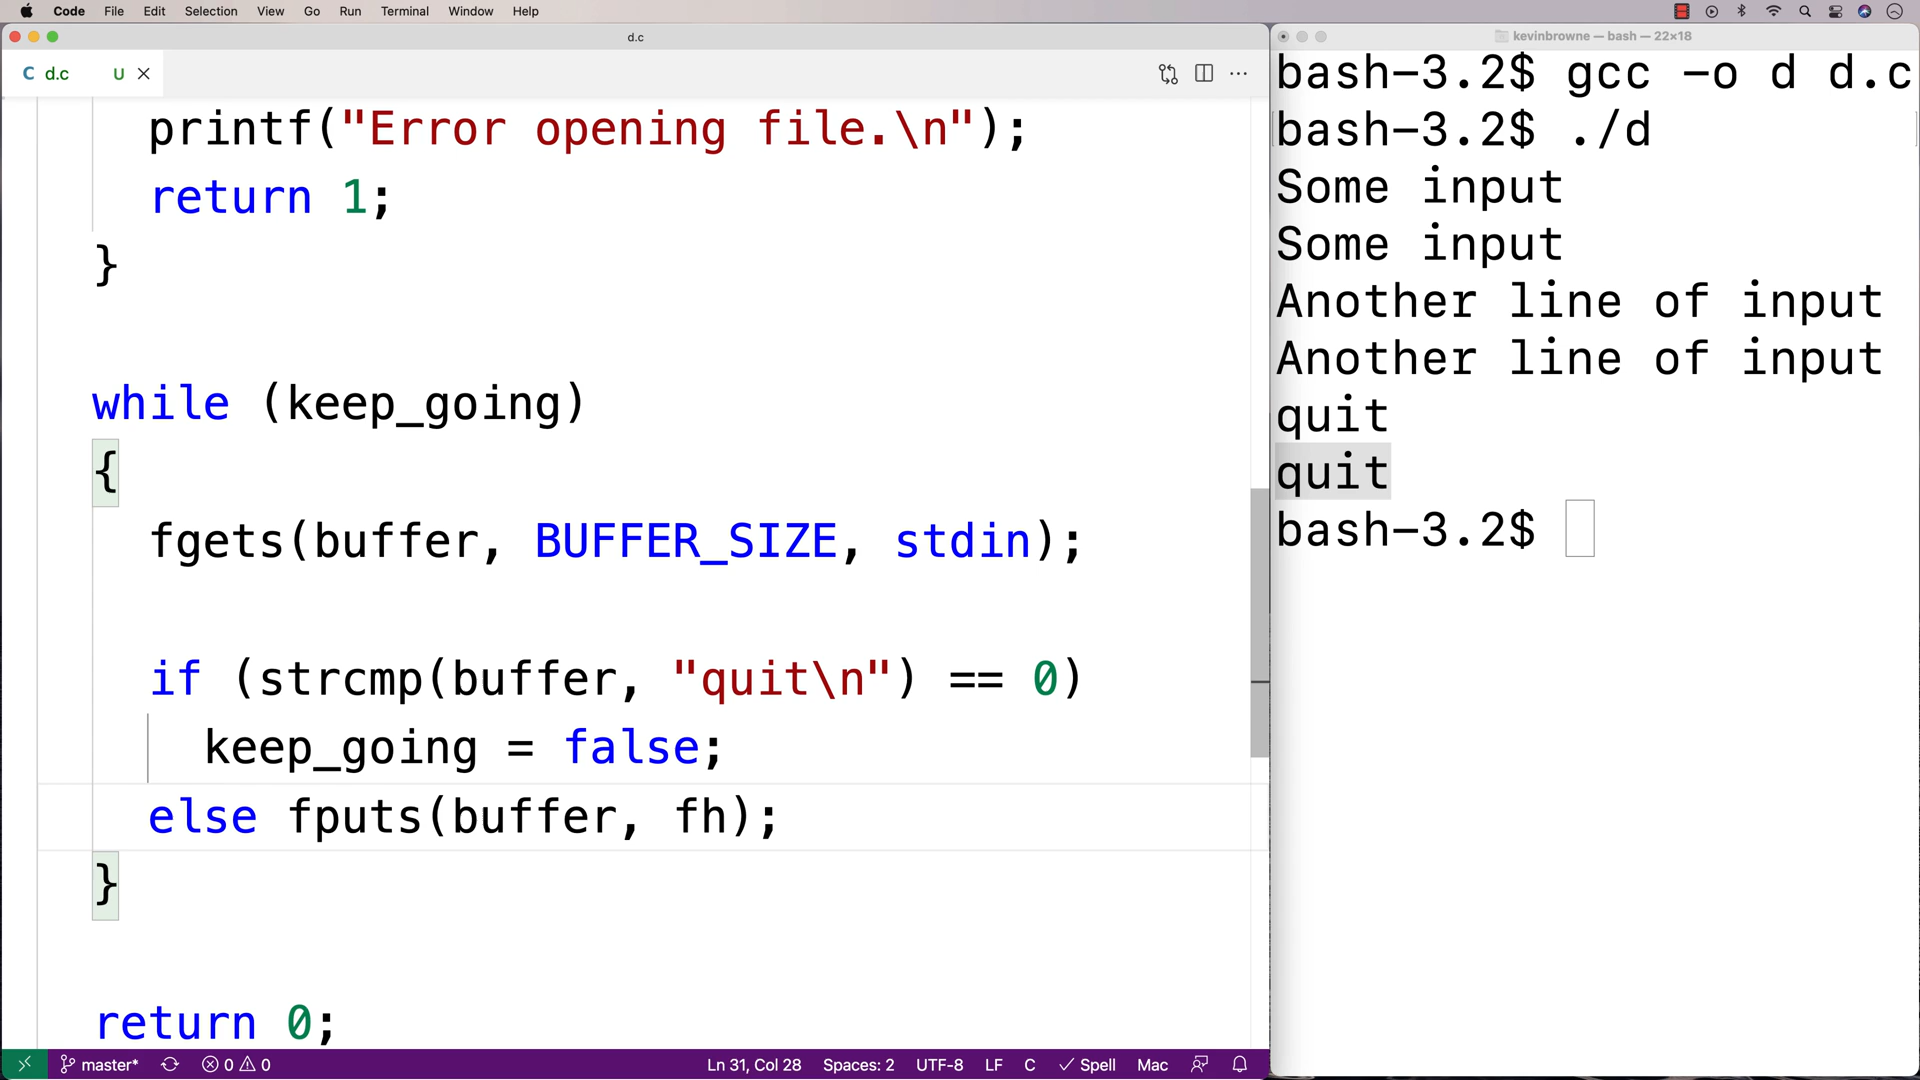 Code File Edit Selection View Go Run Terminal Window Help
d.c
C d.c U
printf("Error opening file.\n");
return 1;
}
while (keep_going)
{
fgets(buffer, BUFFER_SIZE, stdin);
if (strcmp(buffer, "quit\n") == 0)
keep_going = false;
else fputs(buffer, fh);
}
return 0;
master* 0 0 Ln 31, Col 28 Spaces: 2 UTF-8 LF C Spell Mac
kevinbrowne — bash — 22×18
bash-3.2$ gcc -o d d.c
bash-3.2$ ./d
Some input
Some input
Another line of input
Another line of input
quit
quit
bash-3.2$